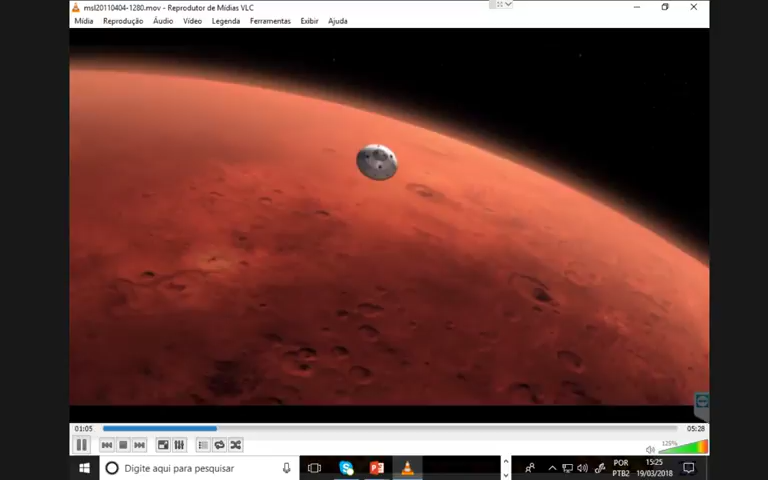 msl20110404-1280.mov - Reprodutor de Mídias VLC
Mídia Reprodução Áudio Vídeo Legenda Ferramentas Exibir Ajuda
01:05 05:28
125%
Digite aqui para pesquisar
POR 15:25
PTB2 19/03/2018